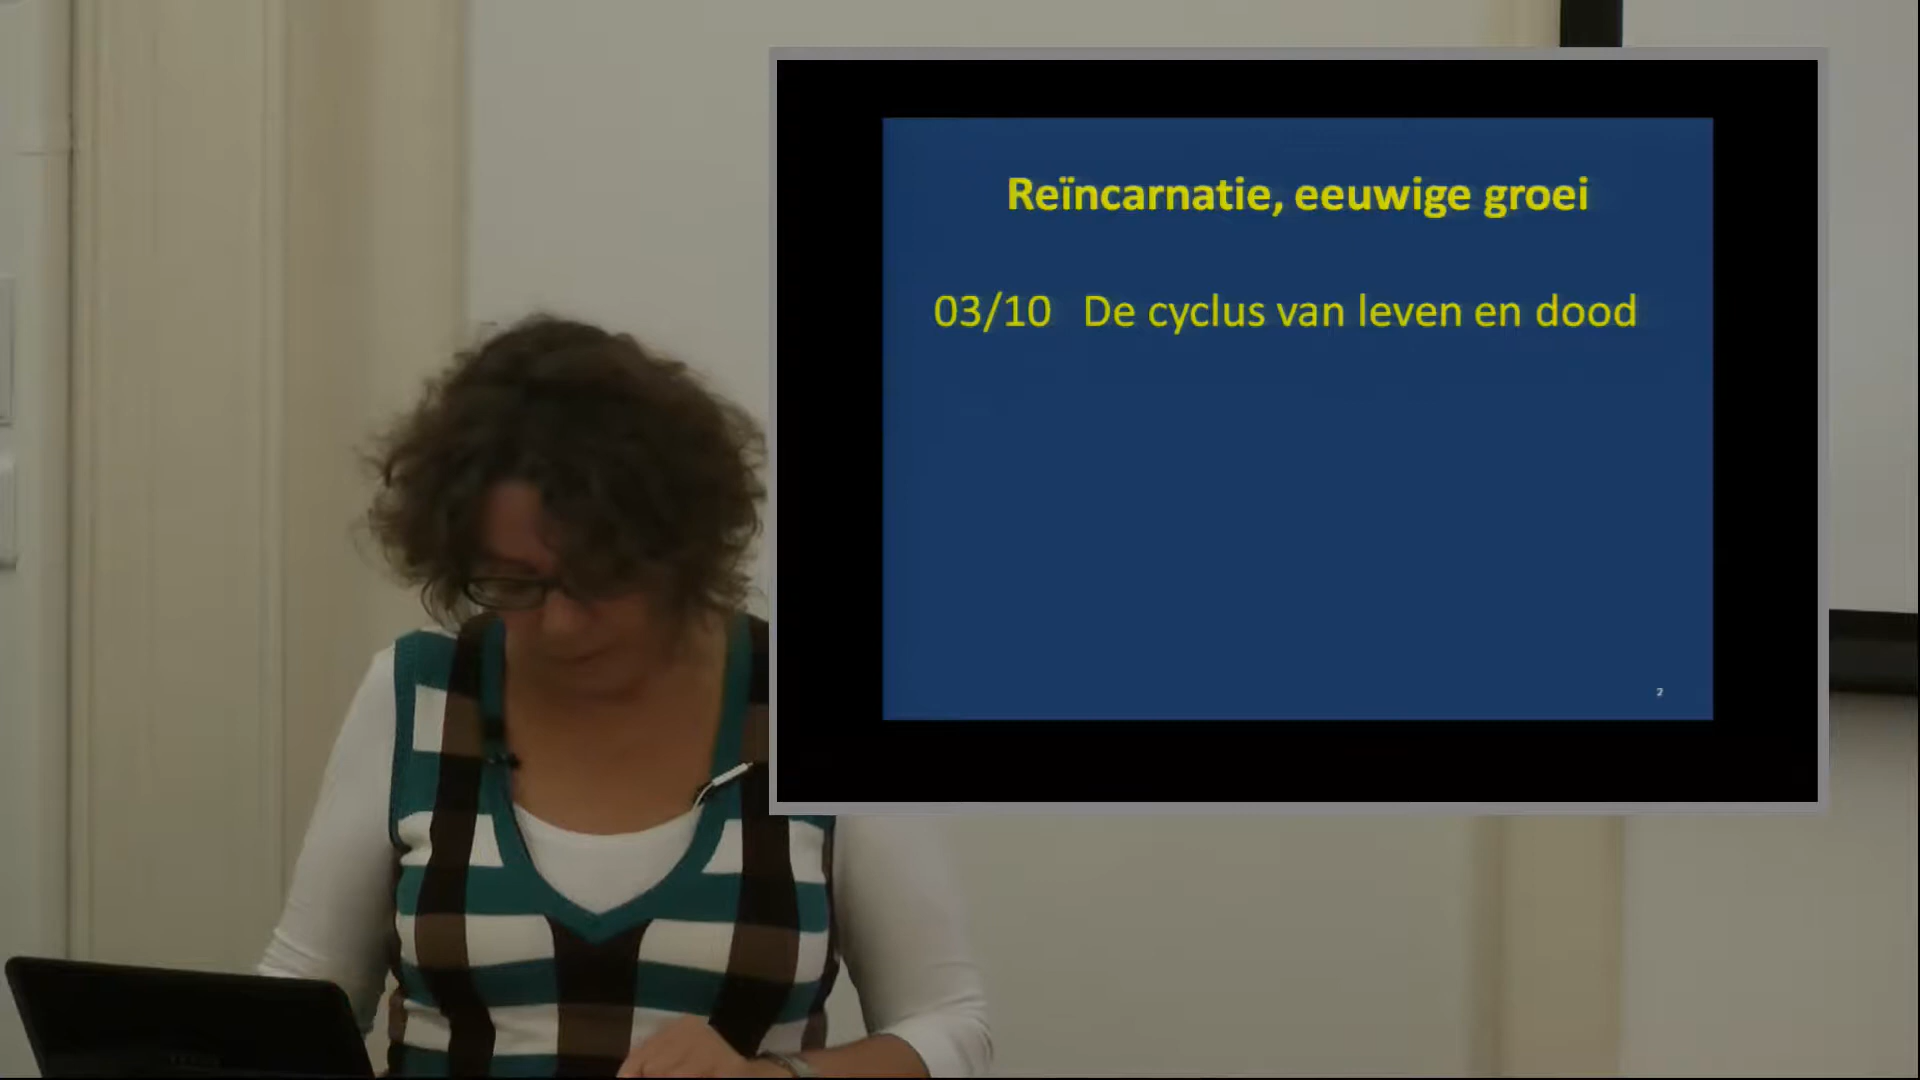 Reïncarnatie, eeuwige groei
03/10 De cyclus van leven en dood
2